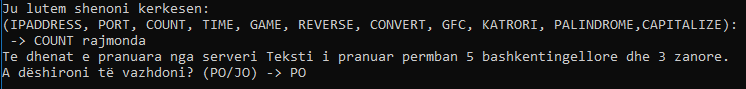 Ju lutem shenoni kerkesen:
(IPADDRESS, PORT, COUNT, TIME, GAME, REVERSE, CONVERT, GFC, KATRORI, PALINDROME,CAPITALIZE):
-> COUNT rajmonda
Te dhenat e pranuara nga serveri Teksti i pranuar permban 5 bashkentingellore dhe 3 zanore.
A dëshironi të vazhdoni? (PO/JO) -> PO